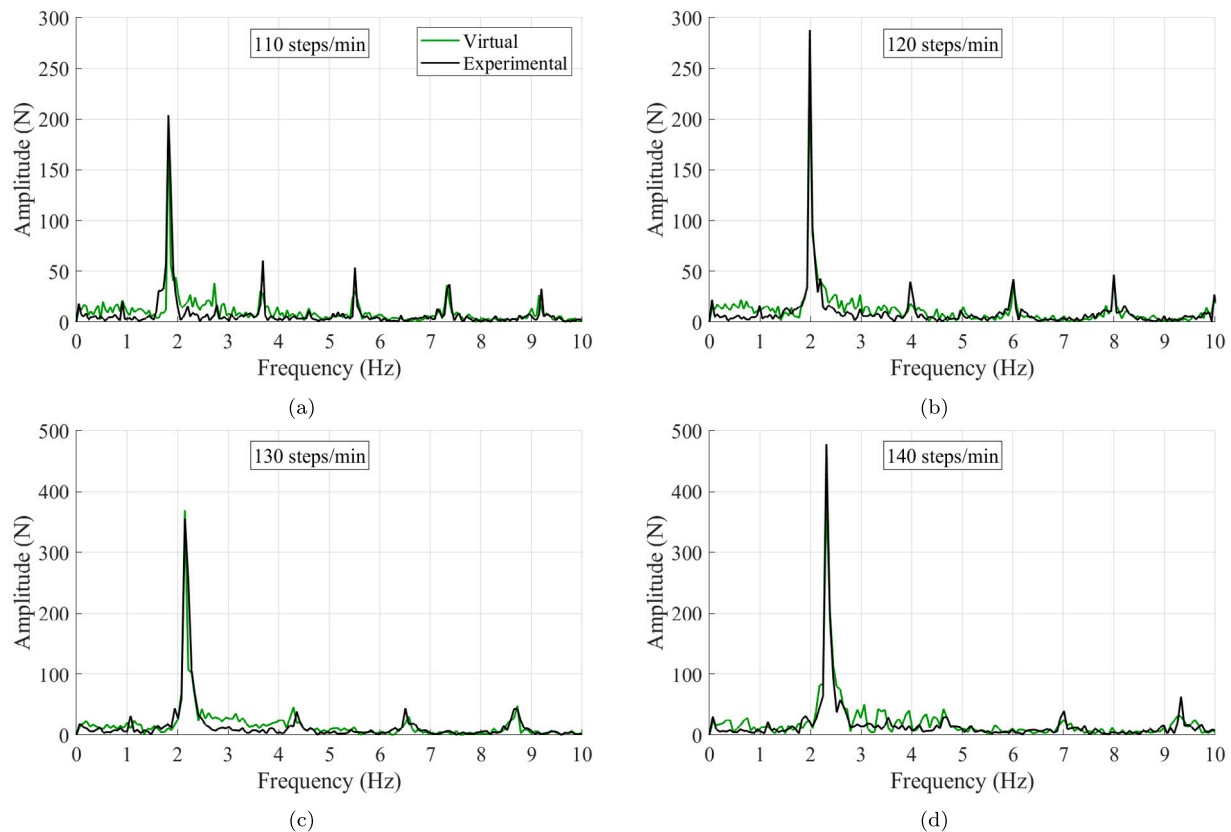 110 steps/min
Virtual
Experimental
300
250
200
150
100
50
0
0 1 2 3 4 5 6 7 8 9 10
Amplitude (N)
Frequency (Hz)
(a)
120 steps/min
300
250
200
150
100
50
0
0 1 2 3 4 5 6 7 8 9 10
Amplitude (N)
Frequency (Hz)
(b)
130 steps/min
500
400
300
200
100
0
0 1 2 3 4 5 6 7 8 9 10
Amplitude (N)
Frequency (Hz)
(c)
140 steps/min
500
400
300
200
100
0
0 1 2 3 4 5 6 7 8 9 10
Amplitude (N)
Frequency (Hz)
(d)